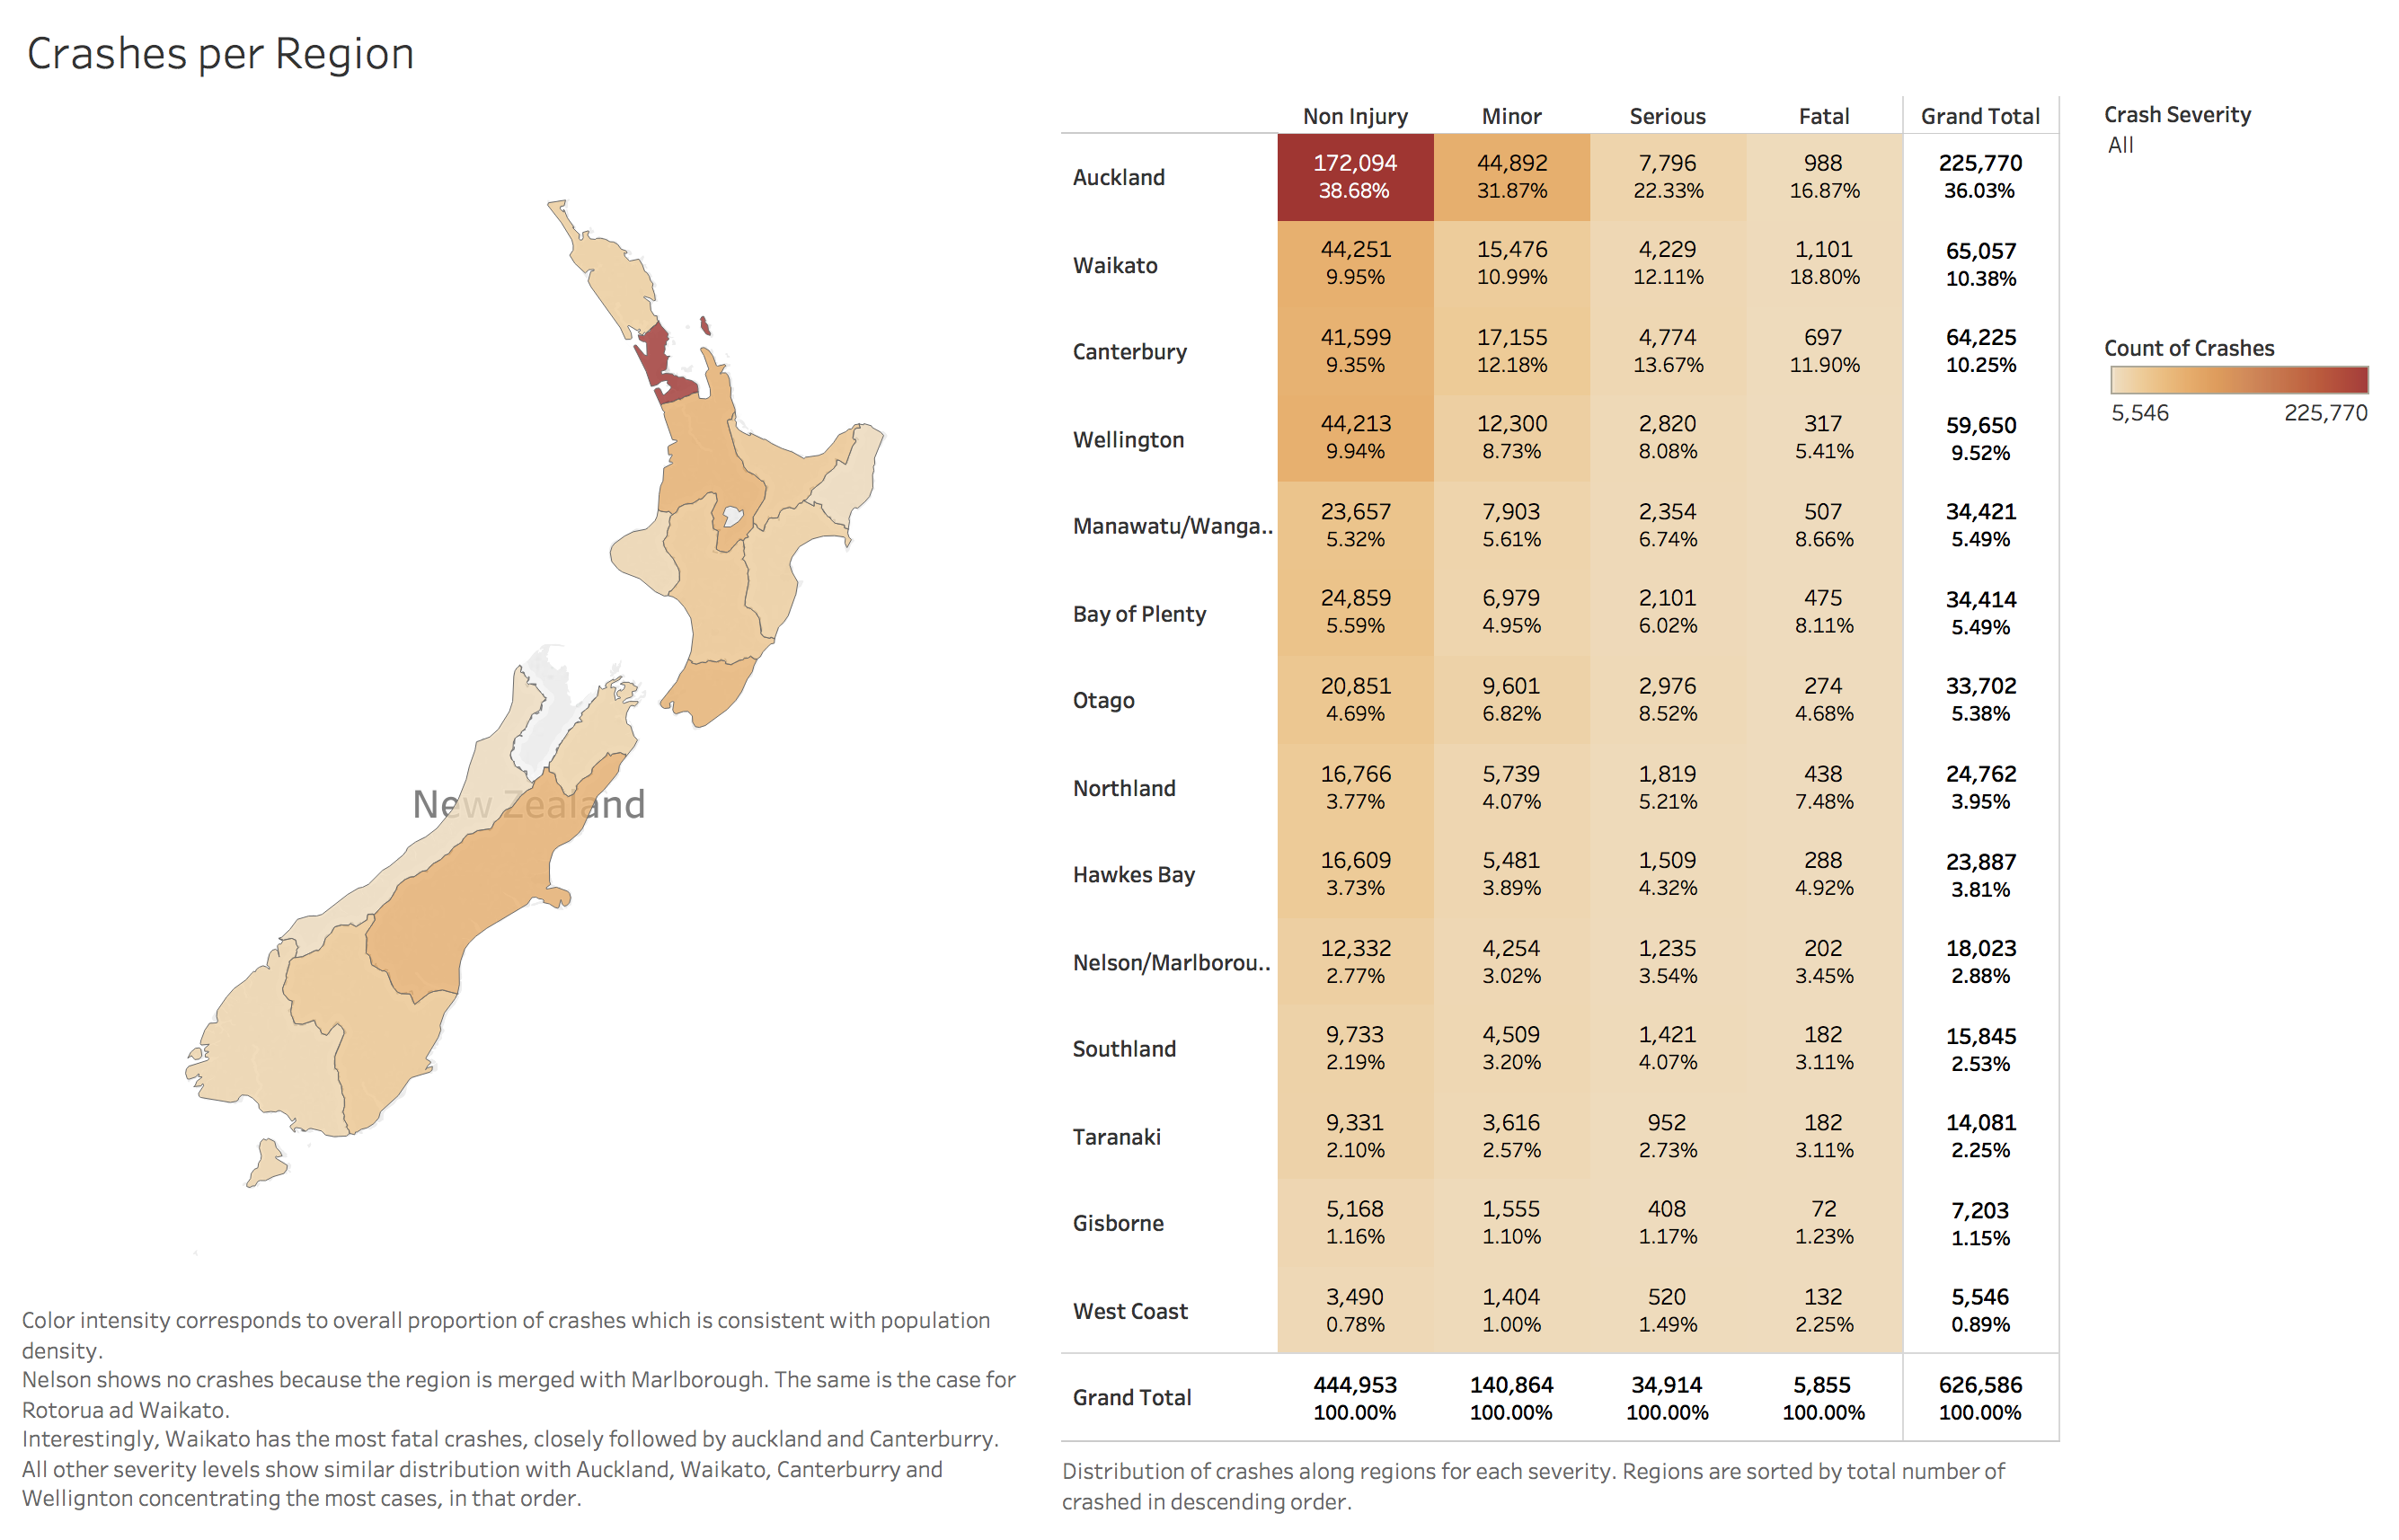 Crashes per Region
New Zealand
Color intensity corresponds to overall proportion of crashes which is consistent with population
density.
Nelson shows no crashes because the region is merged with Marlborough. The same is the case for
Rotorua ad Waikato.
Interestingly, Waikato has the most fatal crashes, closely followed by auckland and Canterburry.
All other severity levels show similar distribution with Auckland, Waikato, Canterburry and
Wellignton concentrating the most cases, in that order.
Non Injury Minor Serious Fatal Grand Total
Auckland 172,094 44,892 7,796 988 225,770
38.68% 31.87% 22.33% 16.87% 36.03%
Waikato 44,251 15,476 4,229 1,101 65,057
9.95% 10.99% 12.11% 18.80% 10.38%
Canterbury 41,599 17,155 4,774 697 64,225
9.35% 12.18% 13.67% 11.90% 10.25%
Wellington 44,213 12,300 2,820 317 59,650
9.94% 8.73% 8.08% 5.41% 9.52%
Manawatu/Wanga.. 23,657 7,903 2,354 507 34,421
5.32% 5.61% 6.74% 8.66% 5.49%
Bay of Plenty 24,859 6,979 2,101 475 34,414
5.59% 4.95% 6.02% 8.11% 5.49%
Otago 20,851 9,601 2,976 274 33,702
4.69% 6.82% 8.52% 4.68% 5.38%
Northland 16,766 5,739 1,819 438 24,762
3.77% 4.07% 5.21% 7.48% 3.95%
Hawkes Bay 16,609 5,481 1,509 288 23,887
3.73% 3.89% 4.32% 4.92% 3.81%
Nelson/Marlborou.. 12,332 4,254 1,235 202 18,023
2.77% 3.02% 3.54% 3.45% 2.88%
Southland 9,733 4,509 1,421 182 15,845
2.19% 3.20% 4.07% 3.11% 2.53%
Taranaki 9,331 3,616 952 182 14,081
2.10% 2.57% 2.73% 3.11% 2.25%
Gisborne 5,168 1,555 408 72 7,203
1.16% 1.10% 1.17% 1.23% 1.15%
West Coast 3,490 1,404 520 132 5,546
0.78% 1.00% 1.49% 2.25% 0.89%
Grand Total 444,953 140,864 34,914 5,855 626,586
100.00% 100.00% 100.00% 100.00% 100.00%
Distribution of crashes along regions for each severity. Regions are sorted by total number of
crashed in descending order.
Crash Severity
All
Count of Crashes
5,546 225,770